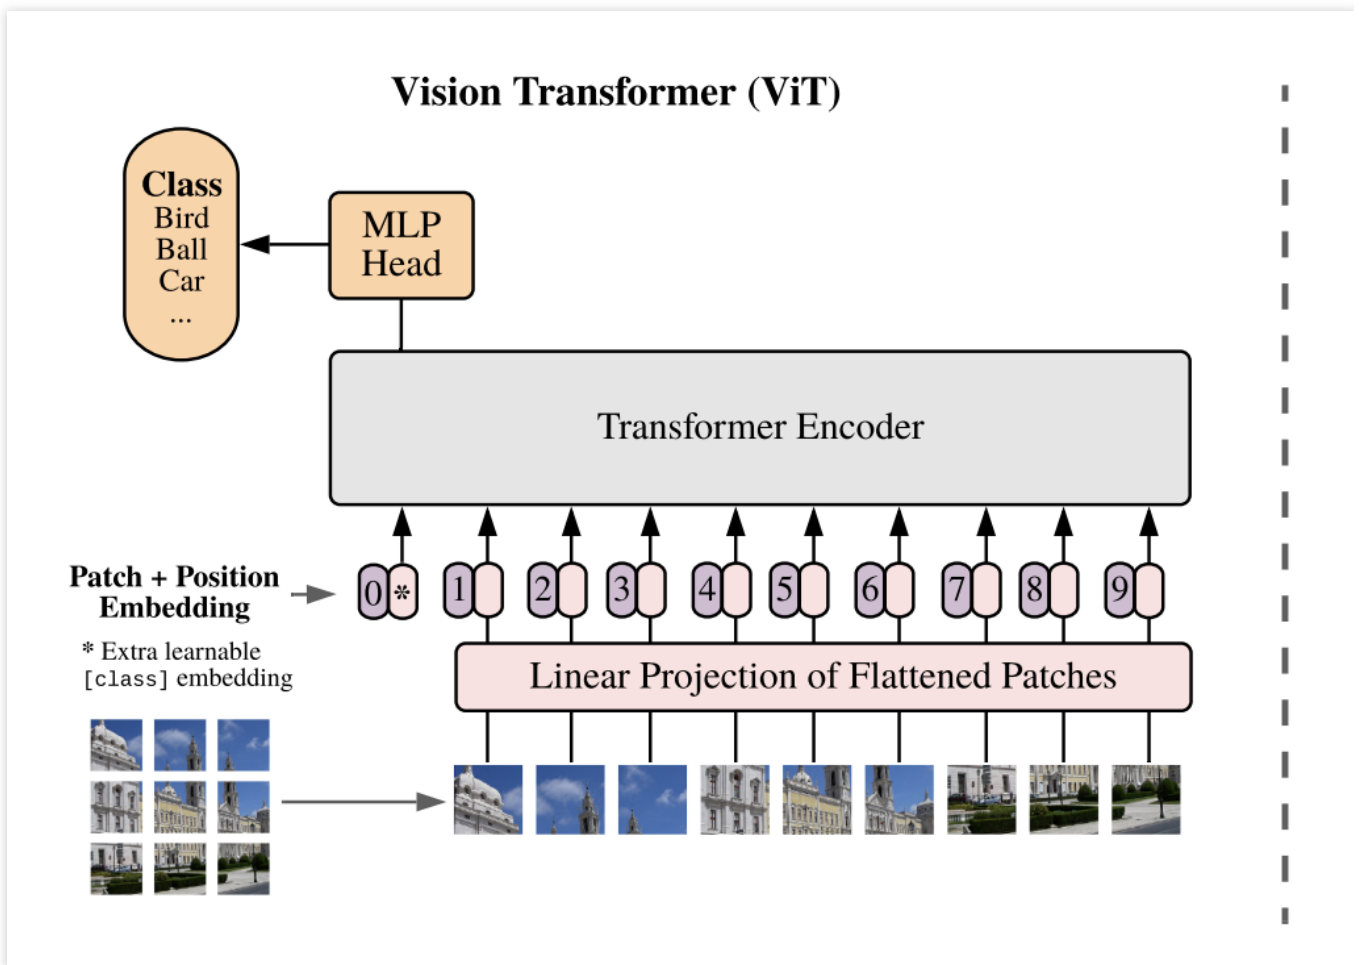 Vision Transformer (ViT)
Class
Bird
Ball
Car
...
MLP
Head
Transformer Encoder
Patch + Position
Embedding
0 * 1 2 3 4 5 6 7 8 9
* Extra learnable
[class] embedding
Linear Projection of Flattened Patches